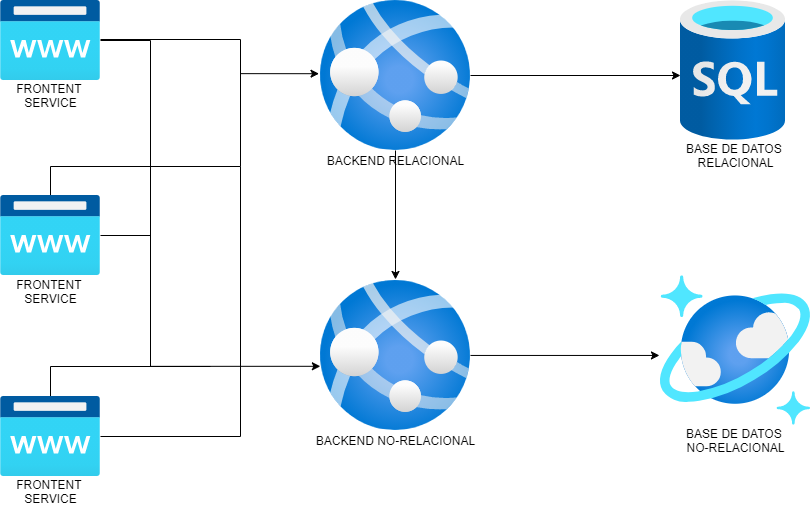 WWW
FRONTENT
SERVICE
BACKEND RELACIONAL
SQL
BASE DE DATOS
RELACIONAL
WWW
FRONTENT
SERVICE
WWW
FRONTENT
SERVICE
BACKEND NO-RELACIONAL
BASE DE DATOS
NO-RELACIONAL